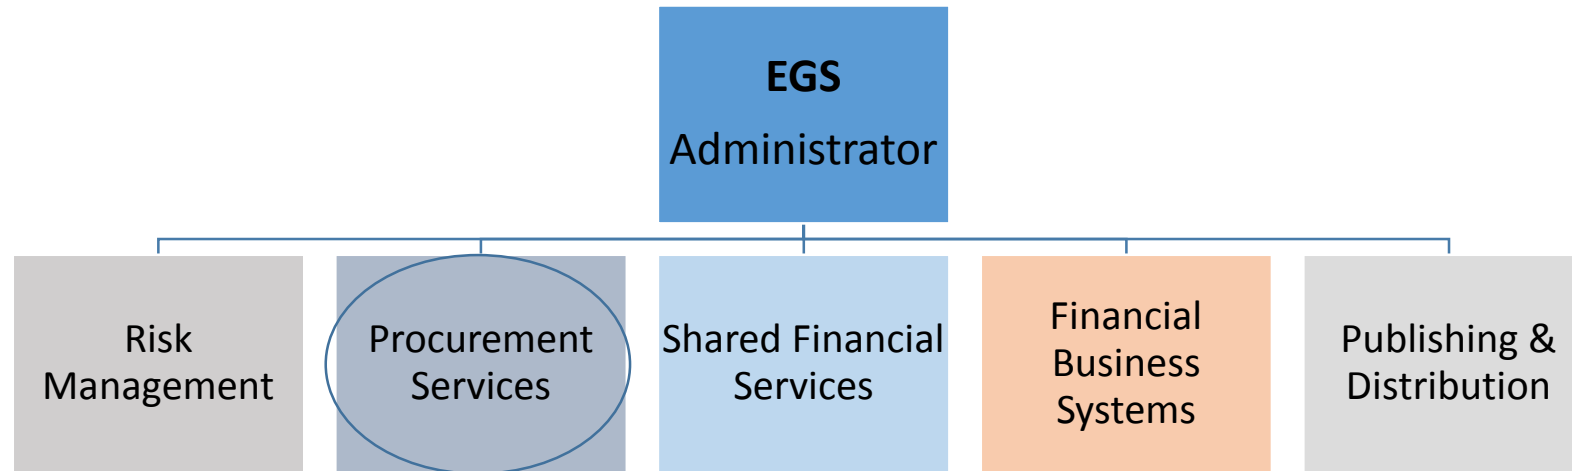 EGS
Administrator
Risk
Management
Procurement
Services
Shared Financial
Services
Financial
Business
Systems
Publishing &
Distribution